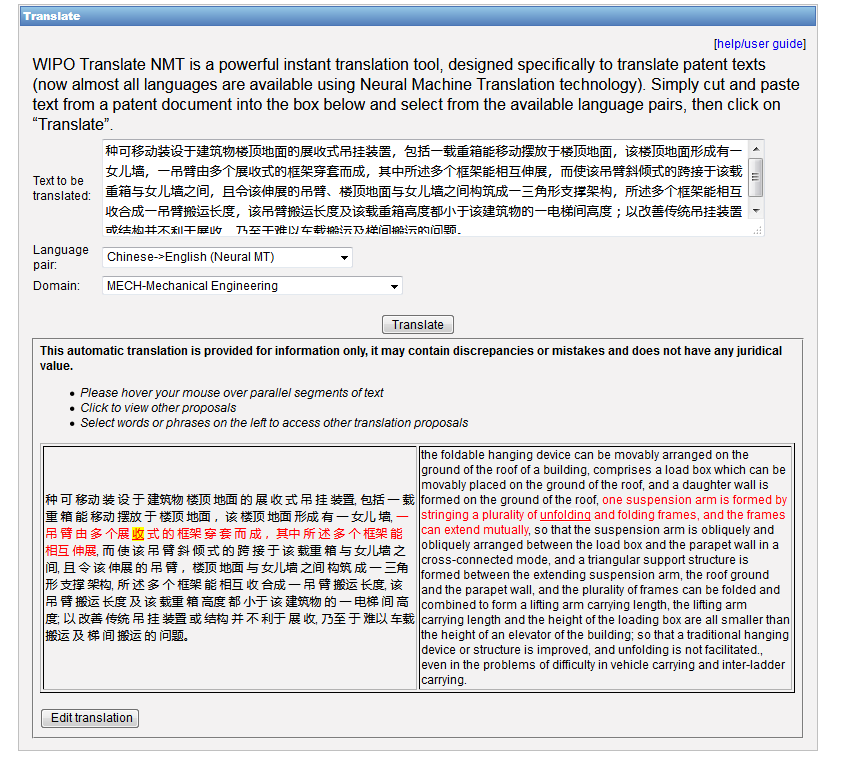 Translate
[help/user guide]
WIPO Translate NMT is a powerful instant translation tool, designed specifically to translate patent texts
(now almost all languages are available using Neural Machine Translation technology). Simply cut and paste
text from a patent document into the box below and select from the available language pairs, then click on
“Translate”.
Text to be
translated:
种可移动装设于建筑物楼顶地面的展收式吊挂装置，包括一载重箱能移动摆放于楼顶地面，该楼顶地面形成有一
女儿墙，一吊臂由多个展收式的框架穿套而成，其中所述多个框架能相互伸展，而使该吊臂斜倾式的跨接于该载
重箱与女儿墙之间，且令该伸展的吊臂、楼顶地面与女儿墙之间构筑成一三角形支撑架构，所述多个框架能相互
收合成一吊臂搬运长度，该吊臂搬运长度及该载重箱高度都小于该建筑物的一电梯间高度；以改善传统吊挂装置
或结构并不利于展收，乃至于难以车载搬运及梯间搬运的问题。
Language
pair:
Chinese->English (Neural MT)
Domain:
MECH-Mechanical Engineering
Translate
This automatic translation is provided for information only, it may contain discrepancies or mistakes and does not have any juridical
value.
• Please hover your mouse over parallel segments of text
• Click to view other proposals
• Select words or phrases on the left to access other translation proposals
种 可 移动 装 设 于 建筑物 楼顶 地面 的 展 收 式 吊 挂 装置, 包括 一 载
重 箱 能 移动 摆放 于 楼顶 地面 ，该 楼顶 地面 形成 有 一 女儿 墙, 一
吊 臂 由 多 个 展 收 式 的 框架 穿 套 而 成 ，其中 所 述 多 个 框架 能
相互 伸展, 而 使 该 吊 臂 斜 倾 式 的 跨接 于 该 载重 箱 与 女儿 墙 之
间, 且 令 该 伸展 的 吊 臂 ，楼顶 地面 与 女儿 墙 之间 构筑 成 一 三角
形 支撑 架构, 所 述 多 个 框架 能 相互 收 合成 一 吊 臂 搬运 长度, 该
吊 臂 搬运 长度 及 该 载重 箱 高度 都 小于 该 建筑物 的 一 电梯 间 高
度; 以 改善 传统 吊 挂 装置 或 结构 并 不 利于 展 收, 乃至 于 难以 车载
搬运 及 梯 间 搬运 的 问题。
the foldable hanging device can be movably arranged on the
ground of the roof of a building, comprises a load box which can be
movably placed on the ground of the roof, and a daughter wall is
formed on the ground of the roof, one suspension arm is formed by
stringing a plurality of unfolding and folding frames, and the frames
can extend mutually, so that the suspension arm is obliquely and
obliquely arranged between the load box and the parapet wall in a
cross-connected mode, and a triangular support structure is
formed between the extending suspension arm, the roof ground
and the parapet wall, and the plurality of frames can be folded and
combined to form a lifting arm carrying length, the lifting arm
carrying length and the height of the loading box are all smaller than
the height of an elevator of the building; so that a traditional hanging
device or structure is improved, and unfolding is not facilitated.,
even in the problems of difficulty in vehicle carrying and inter-ladder
carrying.
Edit translation